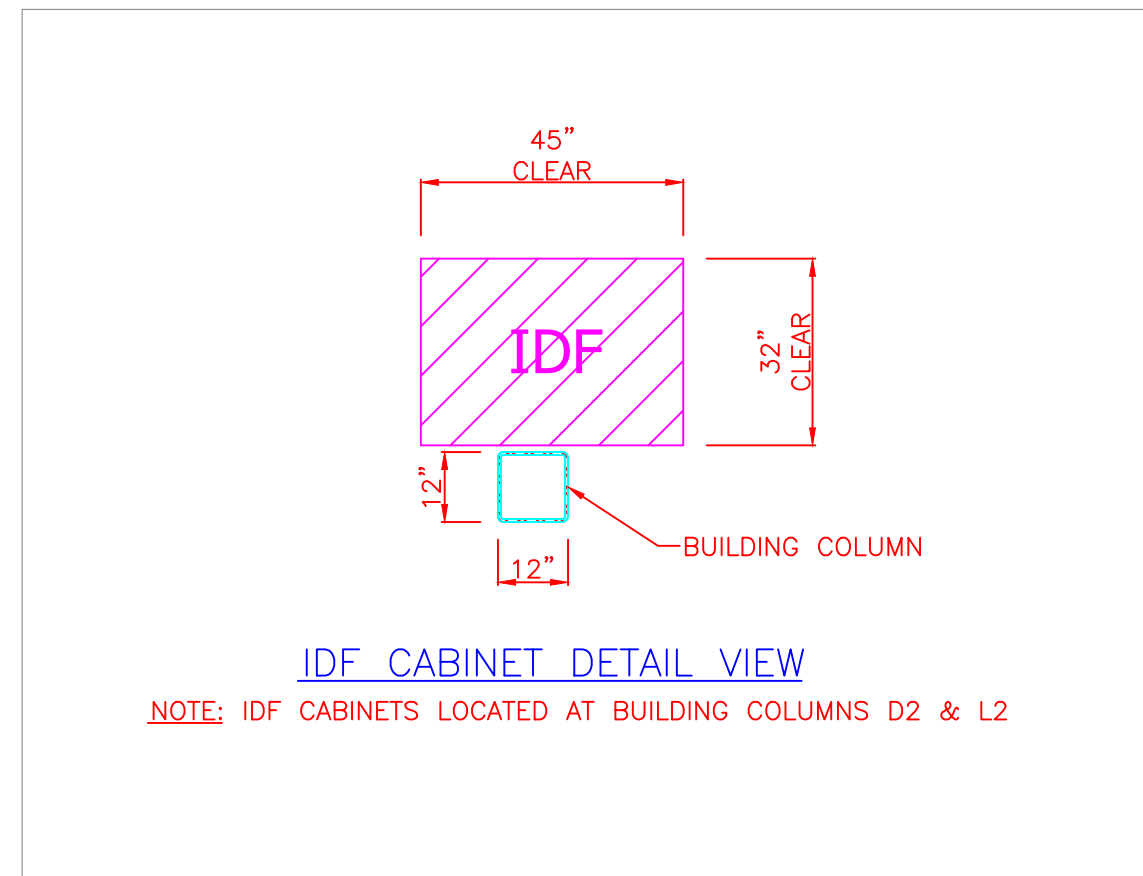 45”
CLEAR
IDF
32”
CLEAR
12”
BUILDING COLUMN
12”
IDF CABINET DETAIL VIEW
NOTE: IDF CABINETS LOCATED AT BUILDING COLUMNS D2 & L2